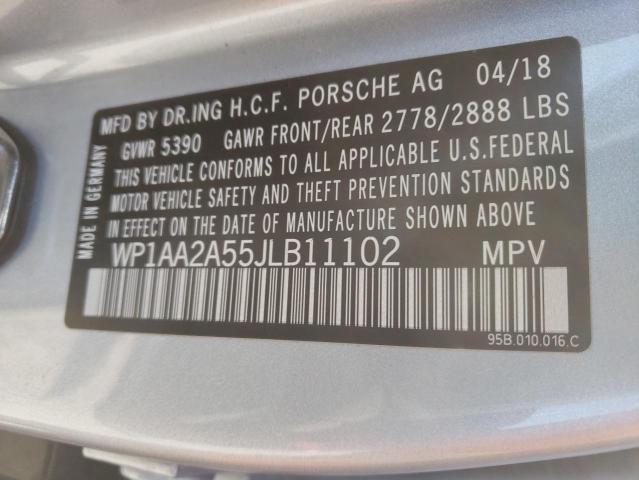 MFD BY DR.ING H.C.F. PORSCHE AG 04/18
GVWR 5390 GAWR FRONT/REAR 2778/2888 LBS
THIS VEHICLE CONFORMS TO ALL APPLICABLE U.S.FEDERAL
MOTOR VEHICLE SAFETY AND THEFT PREVENTION STANDARDS
IN EFFECT ON THE DATE OF MANUFACTURE SHOWN ABOVE
WP1AA2A55JLB11102 MPV
MADE IN GERMANY
95B.010.016.C